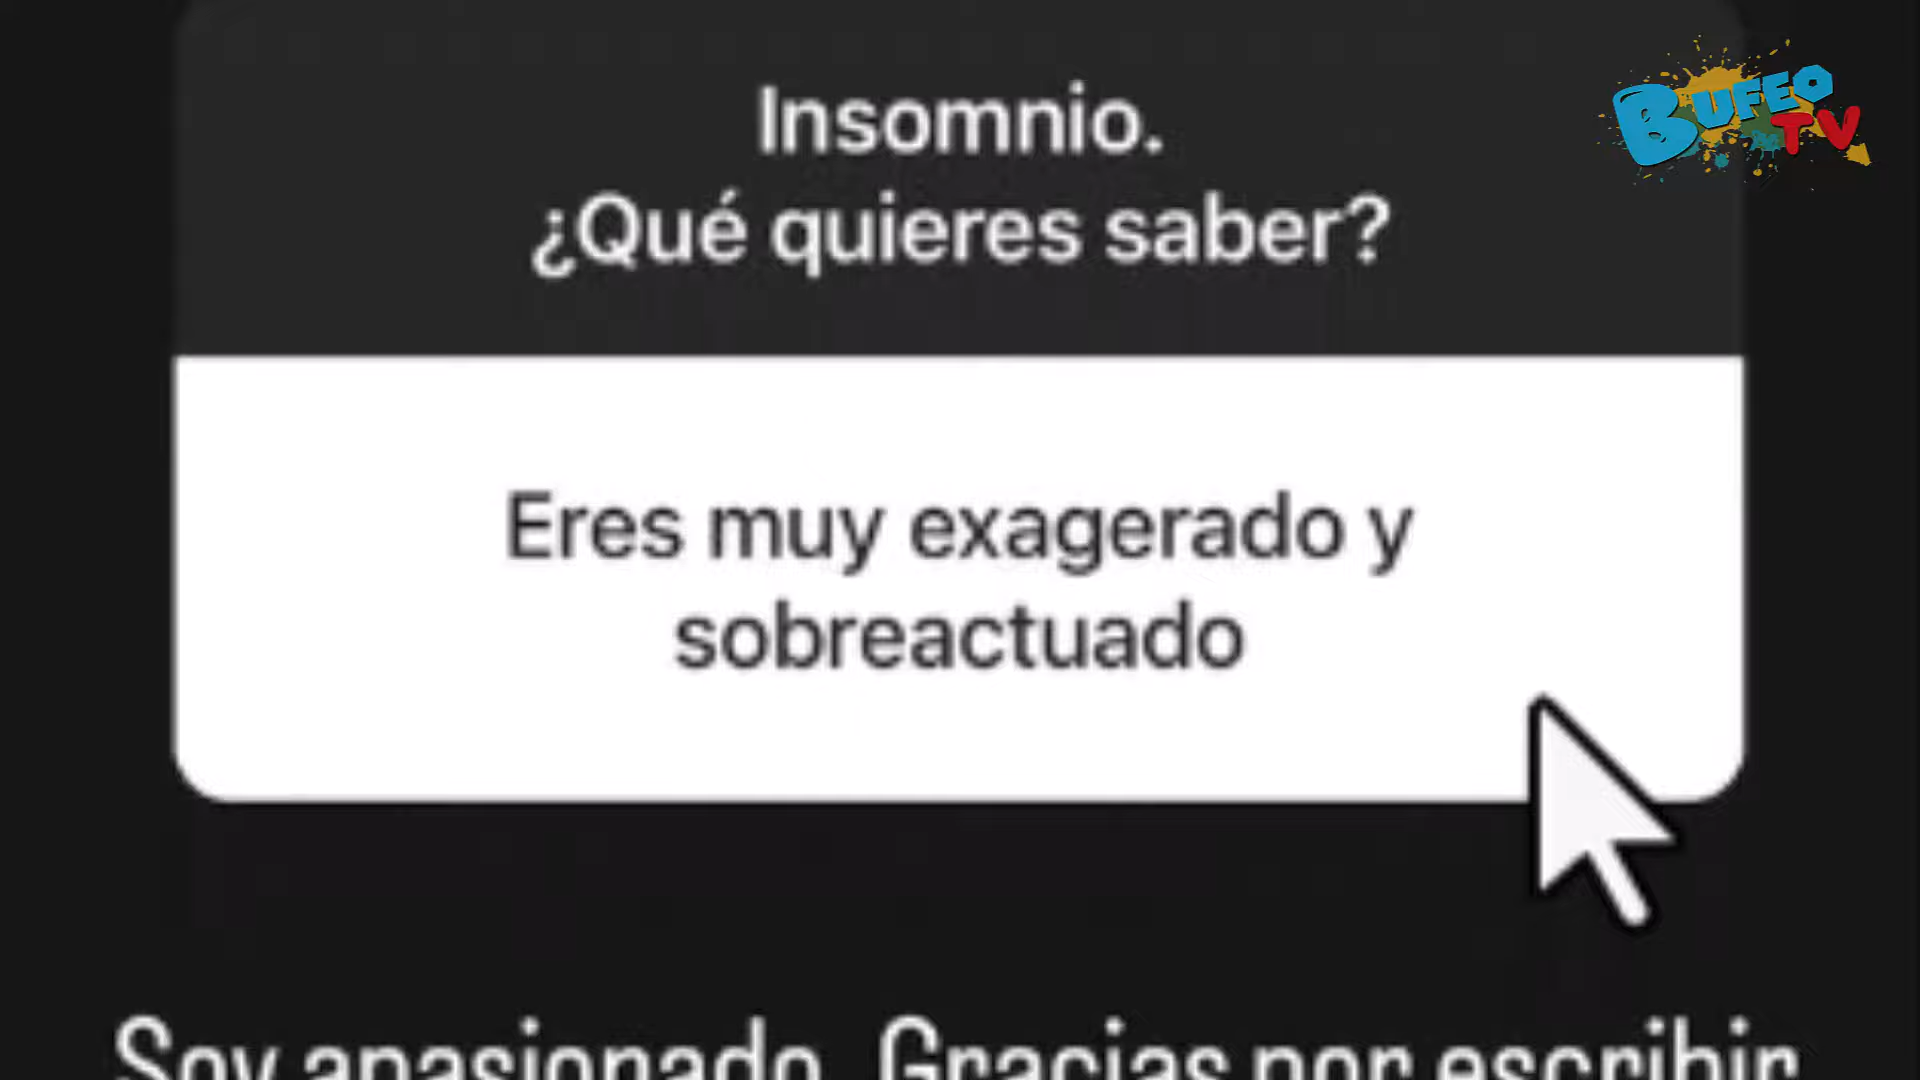 BUFEO
TV
Insomnio.
¿Qué quieres saber?
Eres muy exagerado y
sobreactuado
Soy apasionado. Gracias por escribir